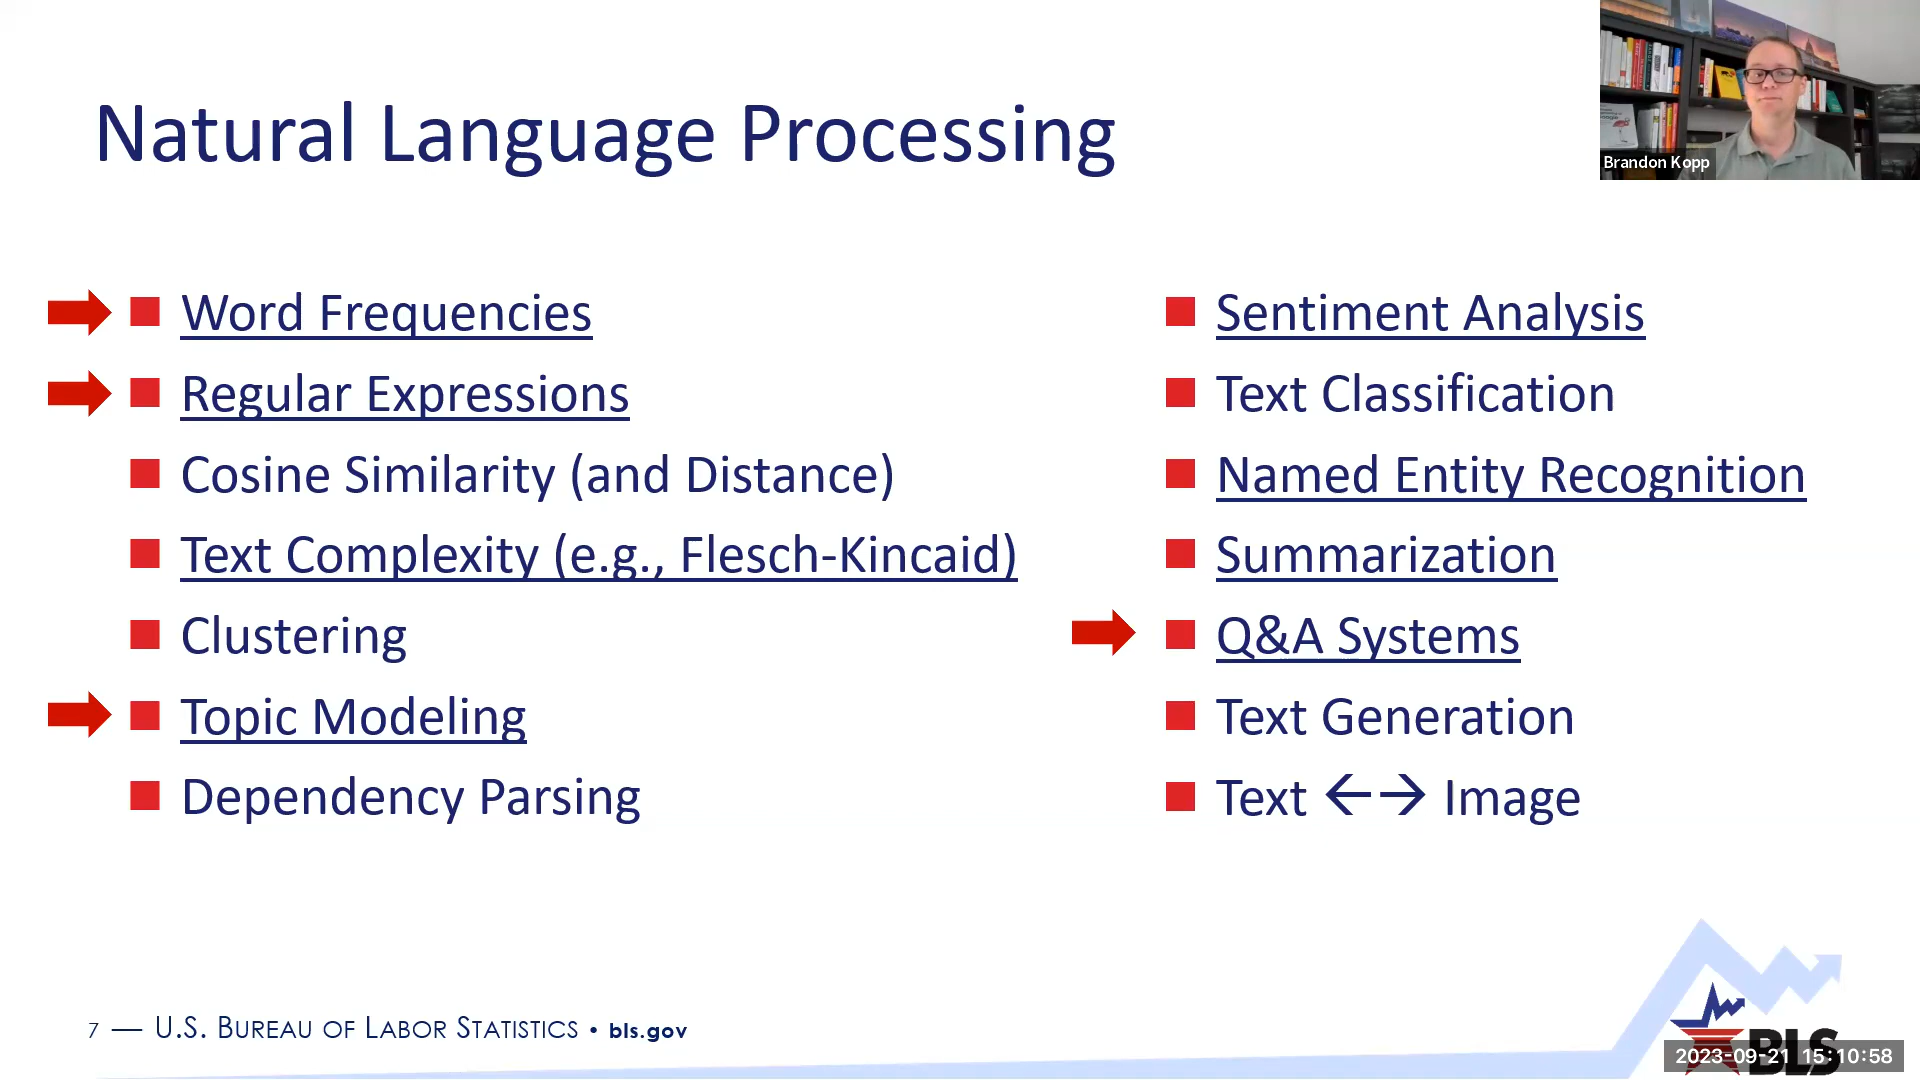 Natural Language Processing
Brandon Kopp
Word Frequencies
Regular Expressions
Cosine Similarity (and Distance)
Text Complexity (e.g., Flesch-Kincaid)
Clustering
Topic Modeling
Dependency Parsing
Sentiment Analysis
Text Classification
Named Entity Recognition
Summarization
Q&A Systems
Text Generation
Text ←→ Image
7 — U.S. BUREAU OF LABOR STATISTICS • bls.gov
BLS
2023-09-21 15:10:58